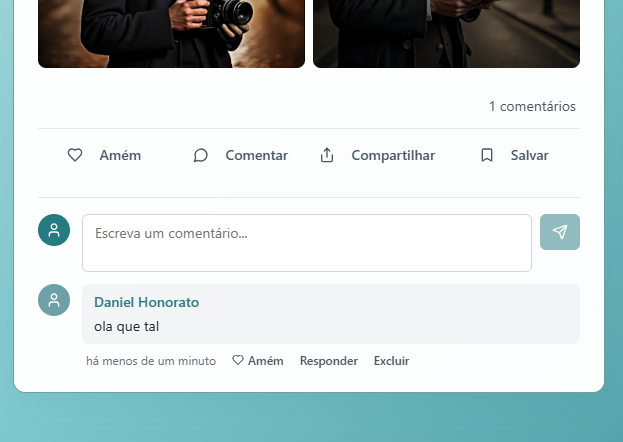 1 comentários
Amém
Comentar
Compartilhar
Salvar
Escreva um comentário...
Daniel Honorato
ola que tal
há menos de um minuto Amém Responder Excluir